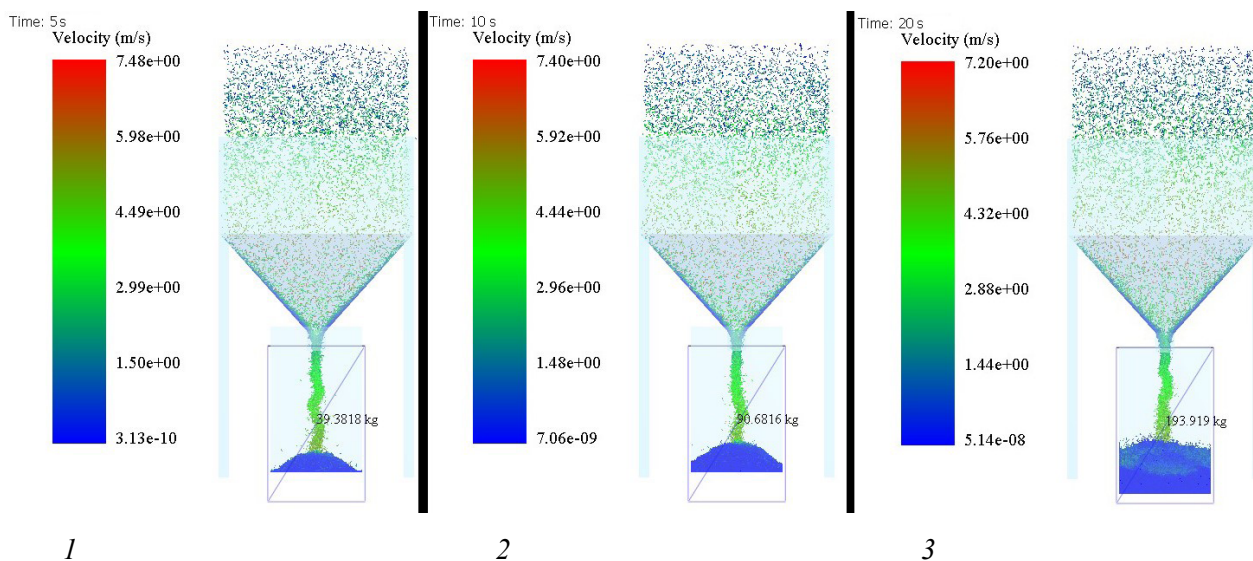 Time: 5 s
Velocity (m/s)
7.48e+00
5.98e+00
4.49e+00
2.99e+00
1.50e+00
3.13e-10
39.3818 kg
Time: 10 s
Velocity (m/s)
7.40e+00
5.92e+00
4.44e+00
2.96e+00
1.48e+00
7.06e-09
90.6816 kg
Time: 20 s
Velocity (m/s)
7.20e+00
5.76e+00
4.32e+00
2.88e+00
1.44e+00
5.14e-08
193.919 kg
1
2
3